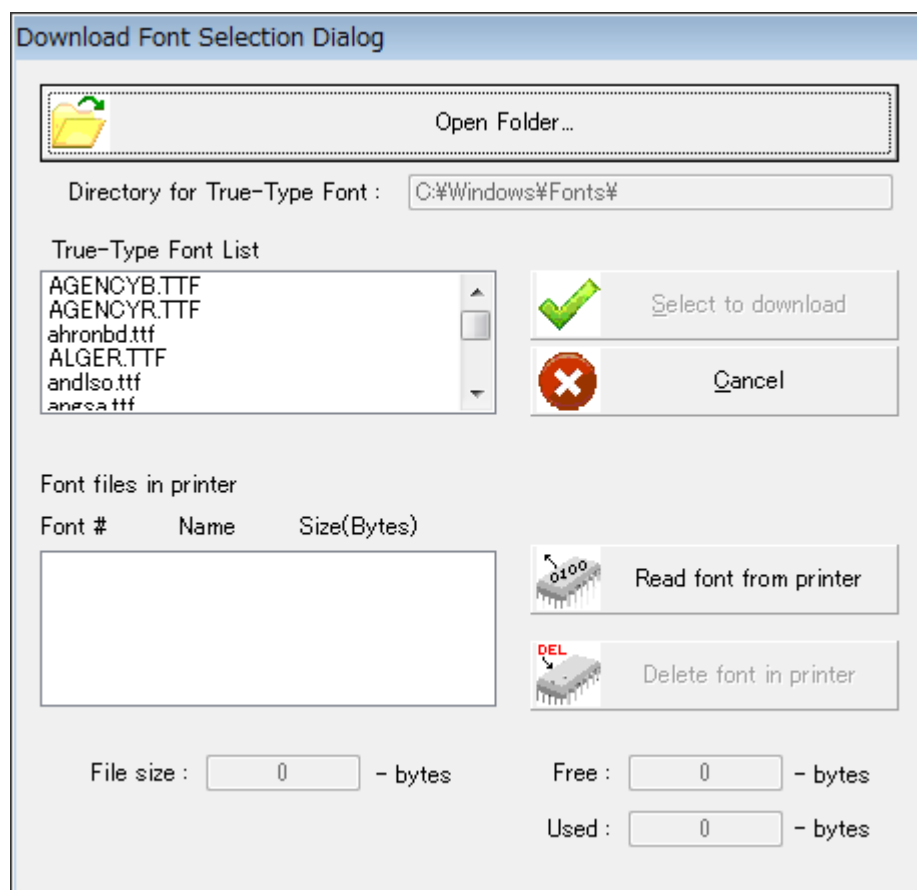 Download Font Selection Dialog
Open Folder...
Directory for True-Type Font : C:¥Windows¥Fonts¥
True-Type Font List
AGENCYB.TTF
AGENCYR.TTF
ahronbd.ttf
ALGER.TTF
andlso.ttf
angsa.ttf
Select to download
Cancel
Font files in printer
Font # Name Size(Bytes)
0100
Read font from printer
DEL
Delete font in printer
File size : 0 - bytes
Free : 0 - bytes
Used : 0 - bytes